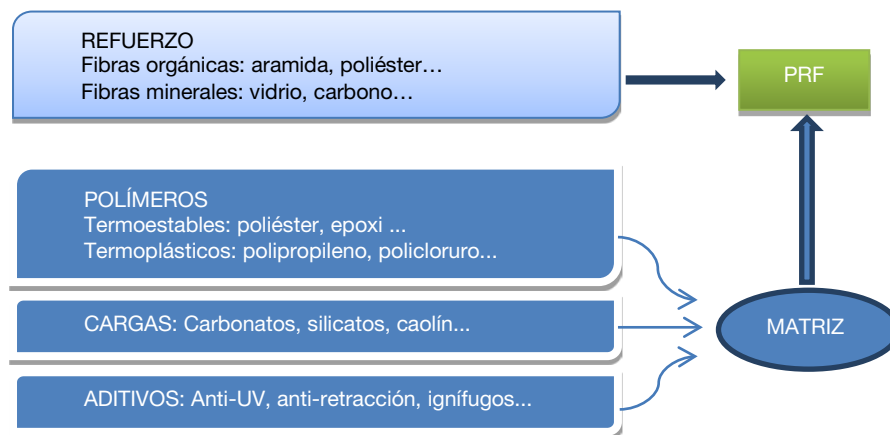 REFUERZO
Fibras orgánicas: aramida, poliéster…
Fibras minerales: vidrio, carbono…
PRF
POLÍMEROS
Termoestables: poliéster, epoxi ...
Termoplásticos: polipropileno, policloruro...
CARGAS: Carbonatos, silicatos, caolín...
MATRIZ
ADITIVOS: Anti-UV, anti-retracción, ignífugos...